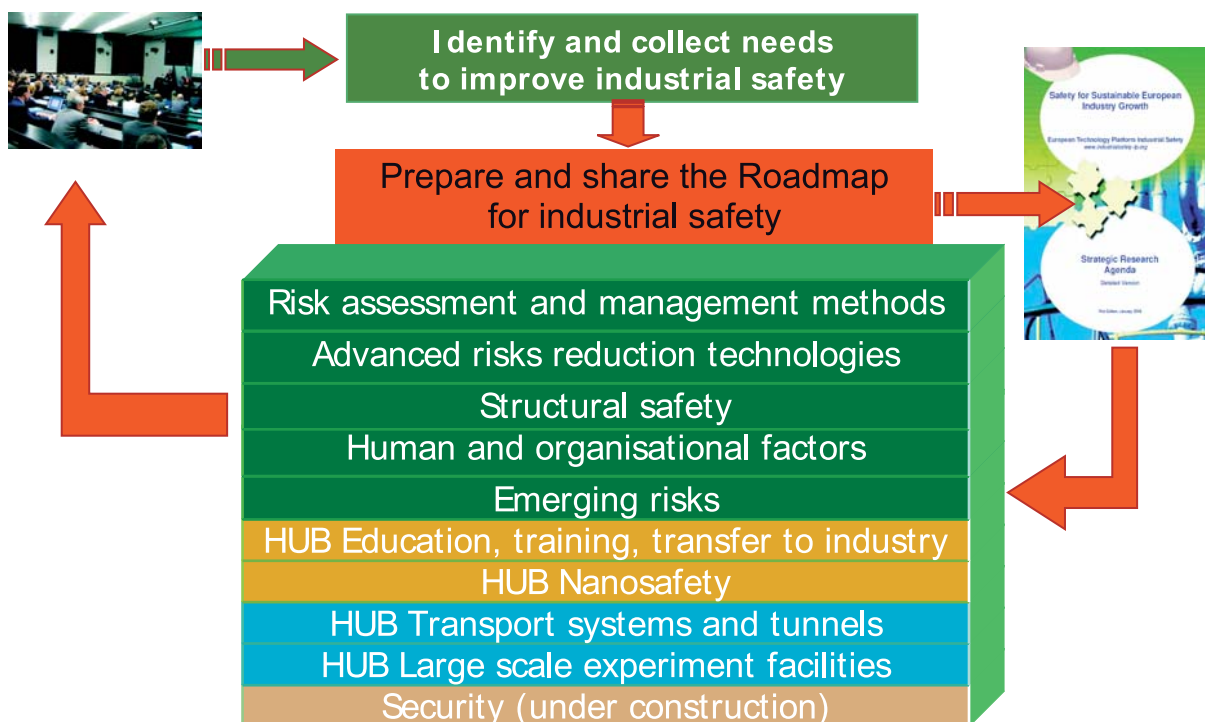 Identify and collect needs
to improve industrial safety
Prepare and share the Roadmap
for industrial safety
Safety for Sustainable European
Industry Growth
European Technology Platform Industrial Safety
Strategic Research
Agenda
Detailed Version
Risk assessment and management methods
Advanced risks reduction technologies
Structural safety
Human and organisational factors
Emerging risks
HUB Education, training, transfer to industry
HUB Nanosafety
HUB Transport systems and tunnels
HUB Large scale experiment facilities
Security (under construction)